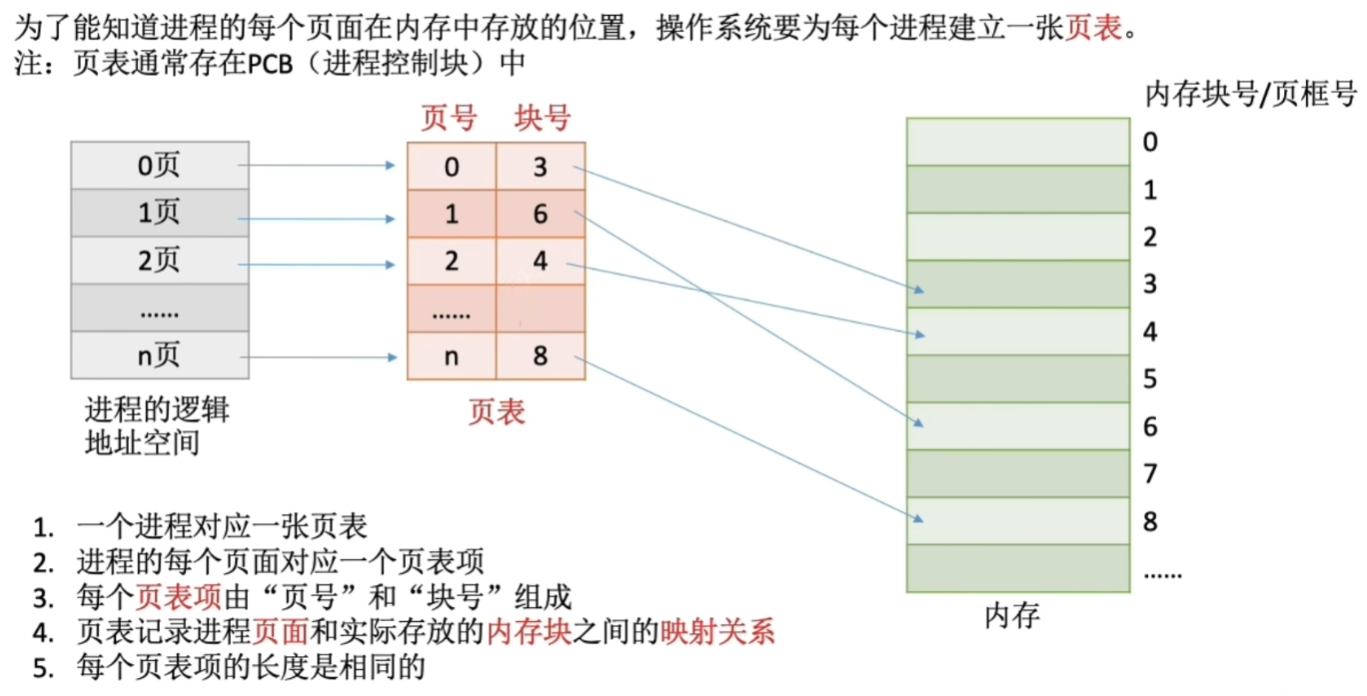 为了能知道进程的每个页面在内存中存放的位置，操作系统要为每个进程建立一张页表。
注：页表通常存在PCB（进程控制块）中
内存块号/页框号
页号 块号
0页
1页
2页
......
n页
进程的逻辑
地址空间
0 3
1 6
2 4
......
n 8
页表
0
1
2
3
4
5
6
7
8
......
内存
1. 一个进程对应一张页表
2. 进程的每个页面对应一个页表项
3. 每个页表项由“页号”和“块号”组成
4. 页表记录进程页面和实际存放的内存块之间的映射关系
5. 每个页表项的长度是相同的